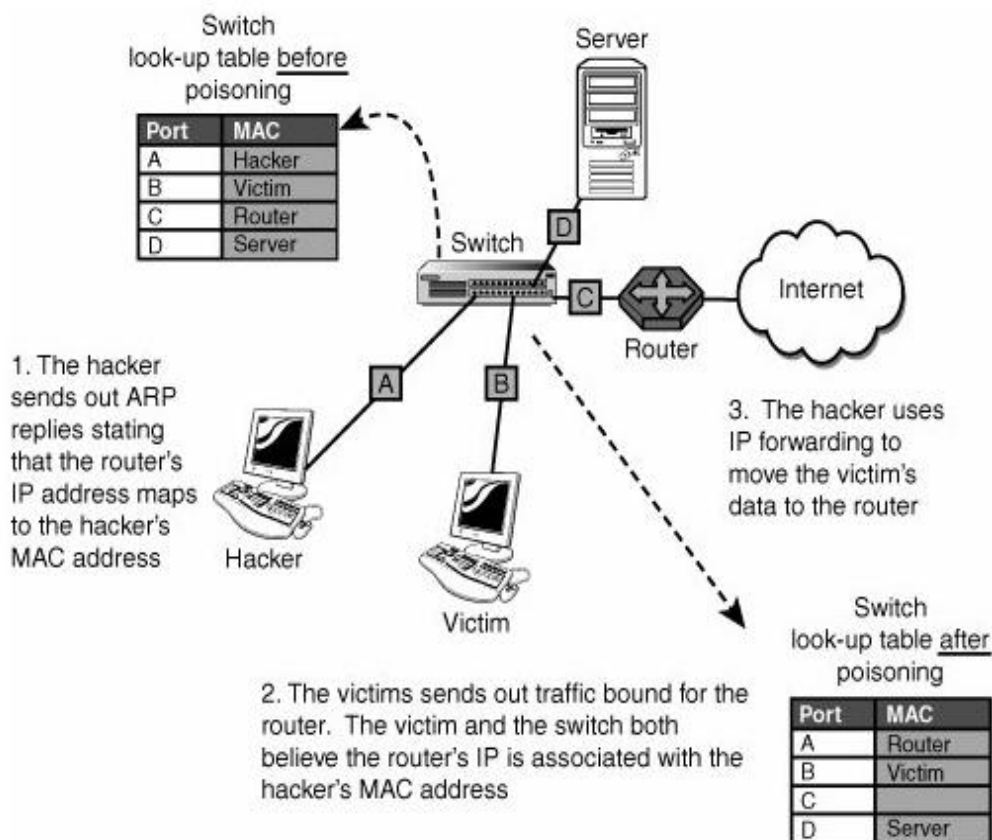 Switch
look-up table before
poisoning
Port MAC
A Hacker
B Victim
C Router
D Server
Server
D
Switch
C
Router
Internet
A
B
1. The hacker
sends out ARP
replies stating
that the router's
IP address maps
to the hacker's
MAC address
Hacker
Victim
3. The hacker uses
IP forwarding to
move the victim's
data to the router
2. The victims sends out traffic bound for the
router. The victim and the switch both
believe the router's IP is associated with the
hacker's MAC address
Switch
look-up table after
poisoning
Port MAC
A Router
B Victim
C
D Server